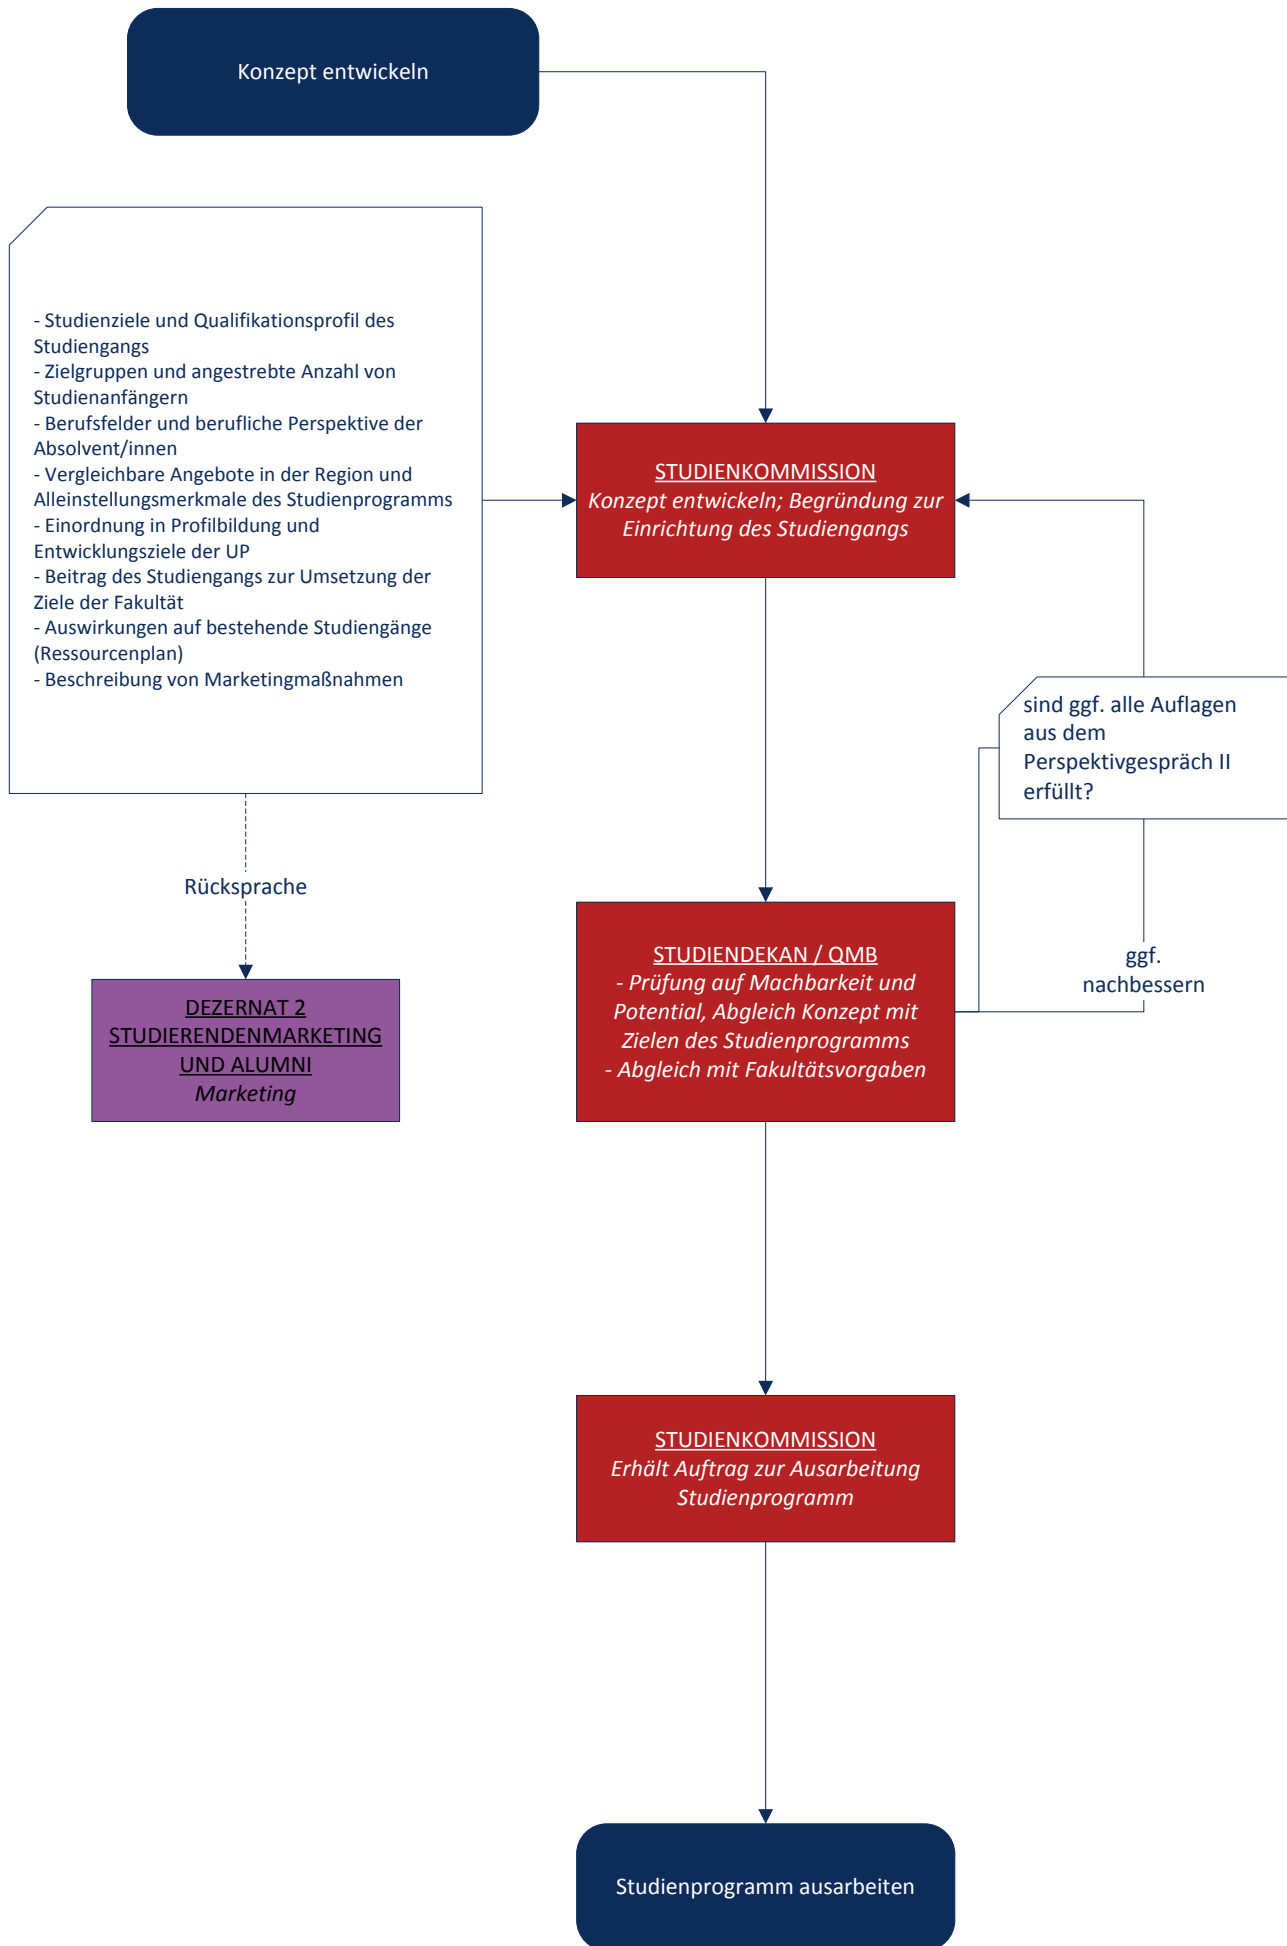 Konzept entwickeln
- Studienziele und Qualifikationsprofil des
Studiengangs
- Zielgruppen und angestrebte Anzahl von
Studienanfängern
- Berufsfelder und berufliche Perspektive der
Absolvent/innen
- Vergleichbare Angebote in der Region und
Alleinstellungsmerkmale des Studienprogramms
- Einordnung in Profilbildung und
Entwicklungsziele der UP
- Beitrag des Studiengangs zur Umsetzung der
Ziele der Fakultät
- Auswirkungen auf bestehende Studiengänge
(Ressourcenplan)
- Beschreibung von Marketingmaßnahmen
STUDIENKOMMISSION
Konzept entwickeln; Begründung zur
Einrichtung des Studiengangs
sind ggf. alle Auflagen
aus dem
Perspektivgespräch II
erfüllt?
Rücksprache
DEZERNAT 2
STUDIERENDENMARKETING
UND ALUMNI
Marketing
STUDIENDEKAN / QMB
- Prüfung auf Machbarkeit und
Potential, Abgleich Konzept mit
Zielen des Studienprogramms
- Abgleich mit Fakultätsvorgaben
ggf.
nachbessern
STUDIENKOMMISSION
Erhält Auftrag zur Ausarbeitung
Studienprogramm
Studienprogramm ausarbeiten